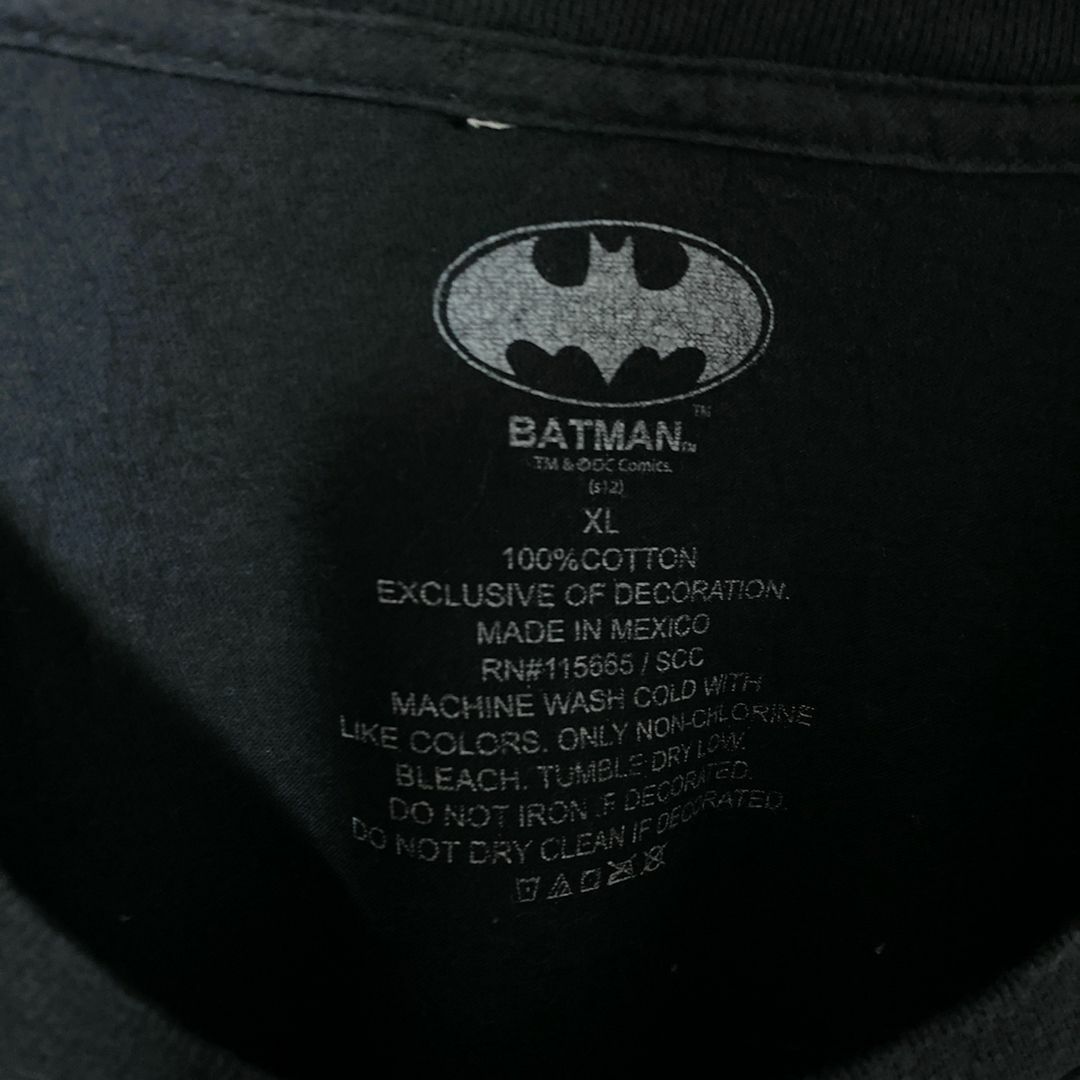 TM
BATMAN TM
TM & © DC Comics.
(s12)
XL
100%COTTON
EXCLUSIVE OF DECORATION.
MADE IN MEXICO
RN#115665 / SCC
MACHINE WASH COLD WITH
LIKE COLORS. ONLY NON-CHLORINE
BLEACH. TUMBLE DRY LOW.
DO NOT IRON IF DECORATED.
DO NOT DRY CLEAN IF DECORATED.